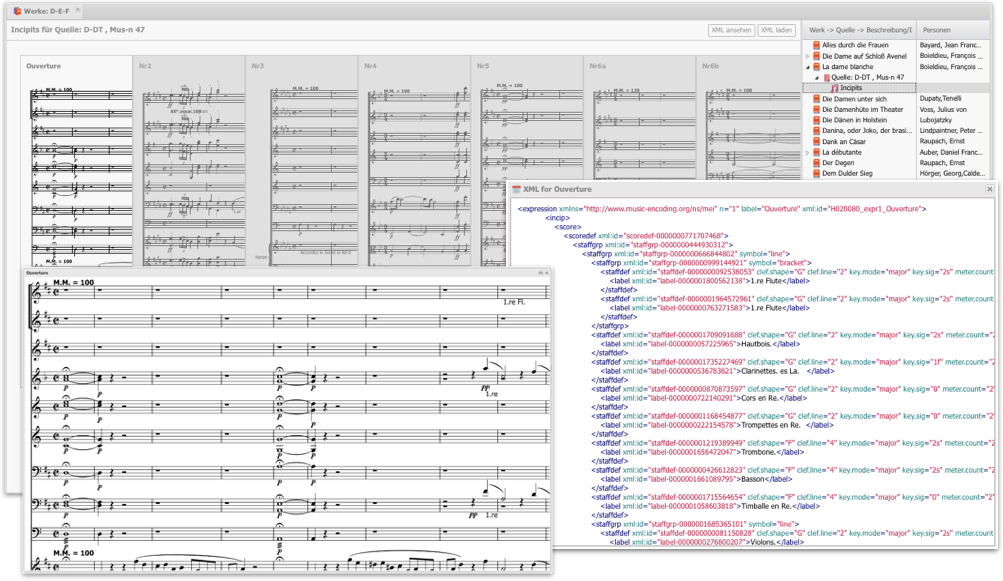 Werke: D-E-F
Incipits für Quelle: D-DT , Mus-n 47
XML ansehen
XML laden
Ouverture
Nr2
Nr3
Nr4
Nr5
Nr6a
Nr6b
M.M. = 100
M.M. = 100
M.M. = 100
M.M. = 100
M.M. = 120
M.M. = 100
M.M. = 100
Werk -> Quelle -> Beschreibung/I
Personen
Alles durch die Frauen
Bayard, Jean Franc...
Die Dame auf Schloß Avenel
Boieldieu, François ...
La dame blanche
Boieldieu, François ...
Quelle: D-DT , Mus-n 47
Incipits
Die Damen unter sich
Dupaty,Tenelli
Die Damenhüte im Theater
Voss, Julius von
Die Dänen in Holstein
Lubojatzky
Danina, oder Joko, der brasi...
Lindpaintner, Peter ...
Dank an Cäsar
Raupach, Ernst
La débutante
Auber, Daniel Franc...
Der Degen
Raupach, Ernst
Dem Dulder Sieg
Hörger, Georg,Calde...
XML for Ouverture
<expression xmlns="http://www.music-encoding.org/ns/mei" n="1" label="Ouverture" xml:id="H020080_expr1_Ouverture">
<incip>
<score>
<scoredef xml:id="scoredef-0000000771707468">
<staffgrp xml:id="staffgrp-0000000444930312">
<staffgrp xml:id="staffgrp-0000000666844802" symbol="line">
<staffgrp xml:id="staffgrp-0000000999144921" symbol="bracket">
<staffdef xml:id="staffdef-0000000092538053" clef.shape="G" clef.line="2" key.mode="major" key.sig="2s" meter.count
<label xml:id="label-0000001800562138">1.re Flute</label>
</staffdef>
<staffdef xml:id="staffdef-0000001964572961" clef.shape="G" clef.line="2" key.mode="major" key.sig="2s" meter.count
<label xml:id="label-0000000763271583">1.re Flute</label>
</staffdef>
</staffgrp>
<staffdef xml:id="staffdef-0000001709091688" clef.shape="G" clef.line="2" key.mode="major" key.sig="2s" meter.count="2"
<label xml:id="label-0000000057225965">Hautbois.</label>
</staffdef>
<staffdef xml:id="staffdef-0000001735227469" clef.shape="G" clef.line="2" key.mode="major" key.sig="1f" meter.count="2"
<label xml:id="label-0000000536783621">Clarinettes. es La. </label>
</staffdef>
<staffdef xml:id="staffdef-0000000870873597" clef.shape="G" clef.line="2" key.mode="major" key.sig="0" meter.count="2"
<label xml:id="label-0000000722140291">Cors en Re.</label>
</staffdef>
<staffdef xml:id="staffdef-0000001168454877" clef.shape="G" clef.line="2" key.mode="major" key.sig="0" meter.count="2"
<label xml:id="label-0000000222154578">Trompettes en Re. </label>
</staffdef>
<staffdef xml:id="staffdef-0000001219389949" clef.shape="F" clef.line="4" key.mode="major" key.sig="2s" meter.count="2
<label xml:id="label-0000001656472047">Trombone.</label>
</staffdef>
<staffdef xml:id="staffdef-0000000426612823" clef.shape="F" clef.line="4" key.mode="major" key.sig="2s" meter.count="2
<label xml:id="label-0000001661089795">Basson</label>
</staffdef>
<staffdef xml:id="staffdef-0000001715564654" clef.shape="F" clef.line="4" key.mode="major" key.sig="0" meter.count="2"
<label xml:id="label-0000001058603818">Timballe en Re.</label>
</staffdef>
<staffgrp xml:id="staffgrp-0000001685365101" symbol="line">
<staffdef xml:id="staffdef-0000000081150828" clef.shape="G" clef.line="2" key.mode="major" key.sig="2s" meter.count
<label xml:id="label-0000000276800207">Violons.</label>
Ouverture
M.M. = 100
1.re Fl.
p
p
pp
1.re
p
p
p
p
p
p
pp
1.re
M.M. = 100